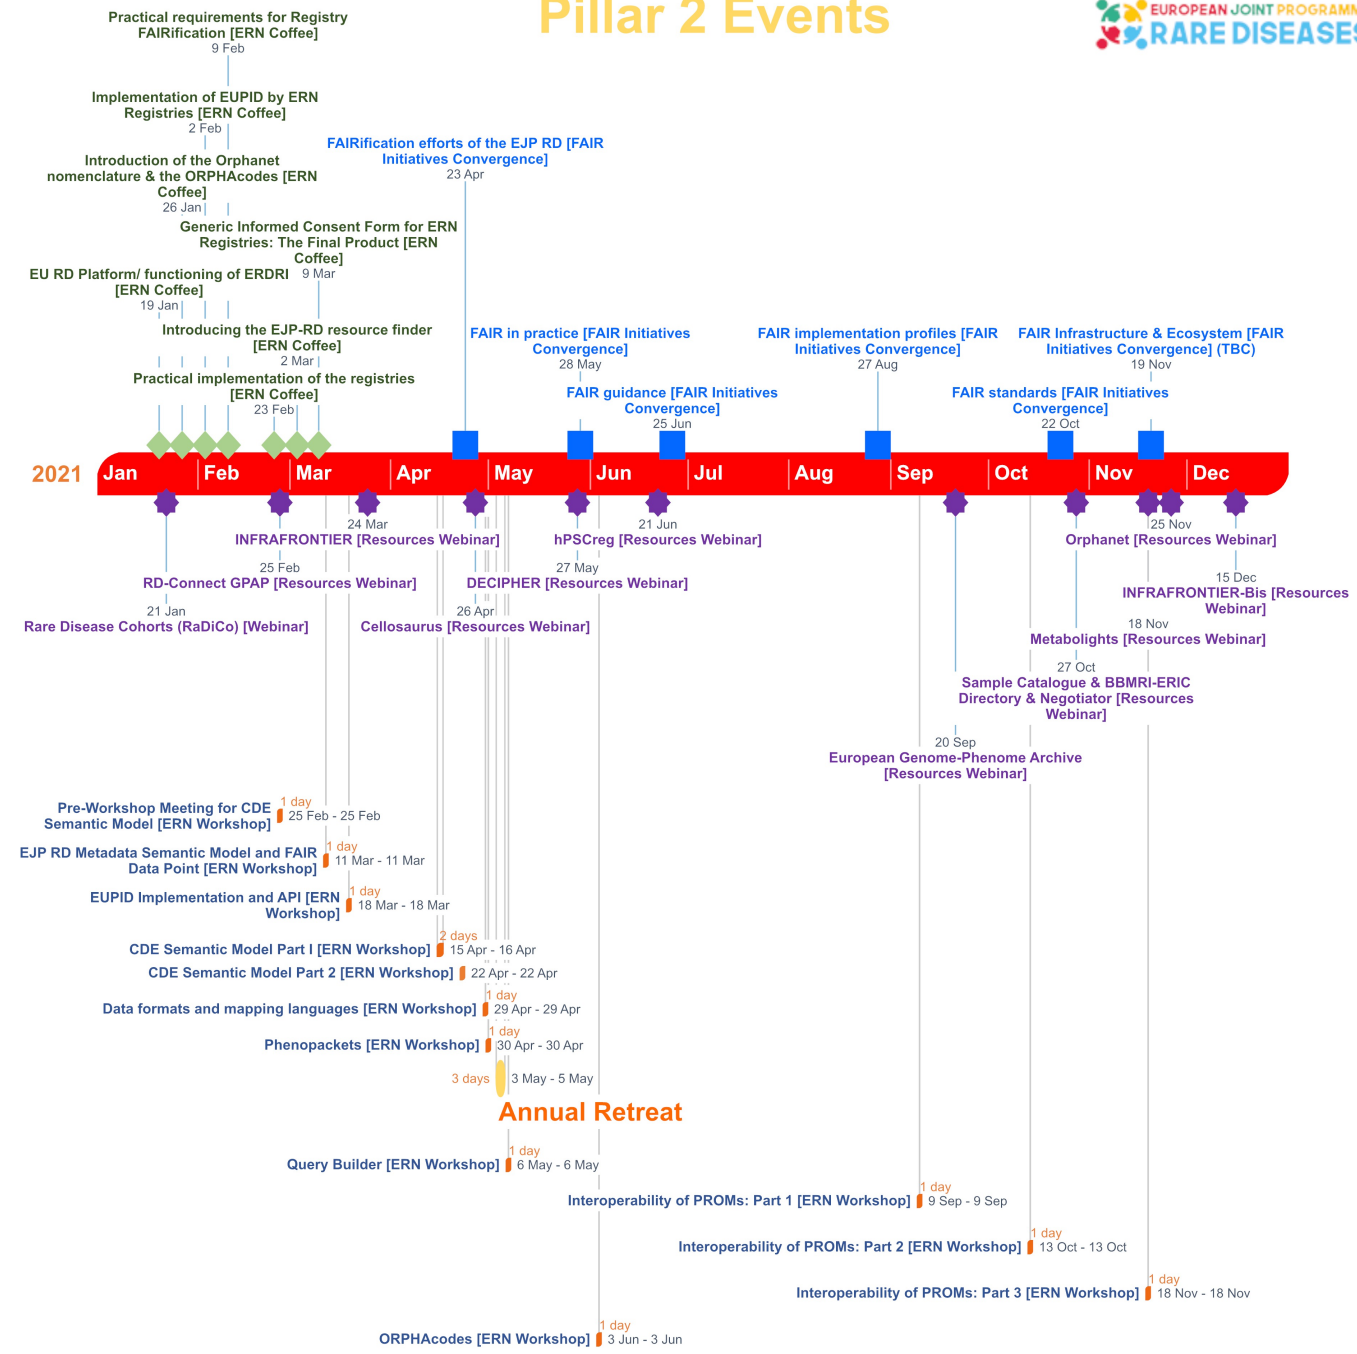 Pillar 2 Events
EUROPEAN JOINT PROGRAMM
RARE DISEASES
Practical requirements for Registry
FAIRification [ERN Coffee]
9 Feb
Implementation of EUPID by ERN
Registries [ERN Coffee]
2 Feb
Introduction of the Orphanet
nomenclature & the ORPHAcodes [ERN
Coffee]
26 Jan
Generic Informed Consent Form for ERN
Registries: The Final Product [ERN
Coffee]
9 Mar
EU RD Platform/ functioning of ERDRI
[ERN Coffee]
19 Jan
Introducing the EJP-RD resource finder
[ERN Coffee]
2 Mar
Practical implementation of the registries
[ERN Coffee]
23 Feb
FAIRification efforts of the EJP RD [FAIR
Initiatives Convergence]
23 Apr
FAIR in practice [FAIR Initiatives
Convergence]
28 May
FAIR guidance [FAIR Initiatives
Convergence]
25 Jun
FAIR implementation profiles [FAIR
Initiatives Convergence]
27 Aug
FAIR Infrastructure & Ecosystem [FAIR
Initiatives Convergence] (TBC)
19 Nov
FAIR standards [FAIR Initiatives
Convergence]
22 Oct
2021 Jan Feb Mar Apr May Jun Jul Aug Sep Oct Nov Dec
24 Mar
INFRAFRONTIER [Resources Webinar]
25 Feb
RD-Connect GPAP [Resources Webinar]
21 Jan
Rare Disease Cohorts (RaDiCo) [Webinar]
21 Jun
hPSCreg [Resources Webinar]
27 May
DECIPHER [Resources Webinar]
26 Apr
Cellosaurus [Resources Webinar]
25 Nov
Orphanet [Resources Webinar]
15 Dec
INFRAFRONTIER-Bis [Resources
Webinar]
18 Nov
Metabolights [Resources Webinar]
27 Oct
Sample Catalogue & BBMRI-ERIC
Directory & Negotiator [Resources
Webinar]
20 Sep
European Genome-Phenome Archive
[Resources Webinar]
1 day
Pre-Workshop Meeting for CDE
Semantic Model [ERN Workshop]
25 Feb - 25 Feb
1 day
EJP RD Metadata Semantic Model and FAIR
Data Point [ERN Workshop]
11 Mar - 11 Mar
1 day
EUPID Implementation and API [ERN
Workshop]
18 Mar - 18 Mar
2 days
CDE Semantic Model Part I [ERN Workshop] 15 Apr - 16 Apr
CDE Semantic Model Part 2 [ERN Workshop] 22 Apr - 22 Apr
1 day
Data formats and mapping languages [ERN Workshop] 29 Apr - 29 Apr
1 day
Phenopackets [ERN Workshop] 30 Apr - 30 Apr
3 days 3 May - 5 May
Annual Retreat
1 day
Query Builder [ERN Workshop] 6 May - 6 May
1 day
Interoperability of PROMs: Part 1 [ERN Workshop] 9 Sep - 9 Sep
1 day
Interoperability of PROMs: Part 2 [ERN Workshop] 13 Oct - 13 Oct
1 day
Interoperability of PROMs: Part 3 [ERN Workshop] 18 Nov - 18 Nov
1 day
ORPHAcodes [ERN Workshop] 3 Jun - 3 Jun